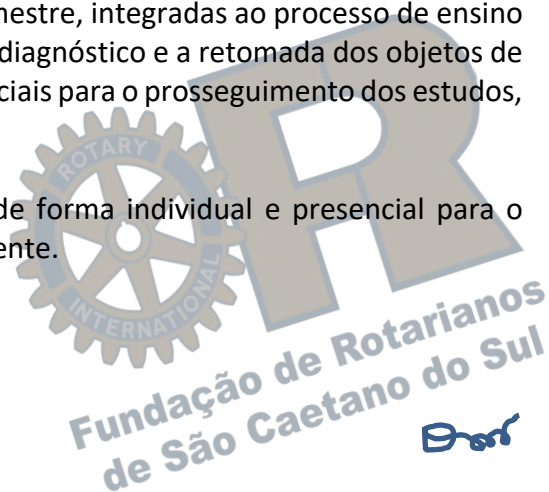 mestre, integradas ao processo de ensino
diagnóstico e a retomada dos objetos de
ciais para o prosseguimento dos estudos,
de forma individual e presencial para o
ente.
ROTARY
INTERNATIONAL
R
Fundação de Rotarianos
de São Caetano do Sul